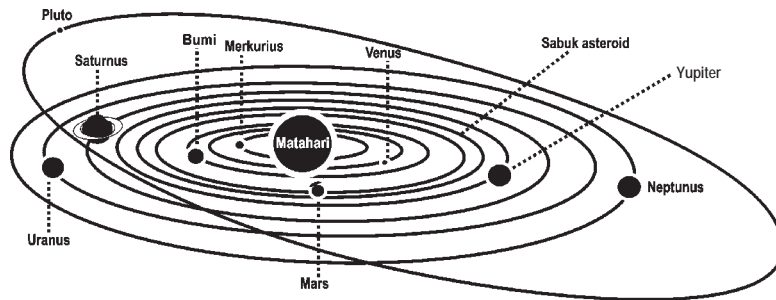 Pluto
Saturnus
Bumi
Merkurius
Venus
Sabuk asteroid
Yupiter
Matahari
Neptunus
Uranus
Mars